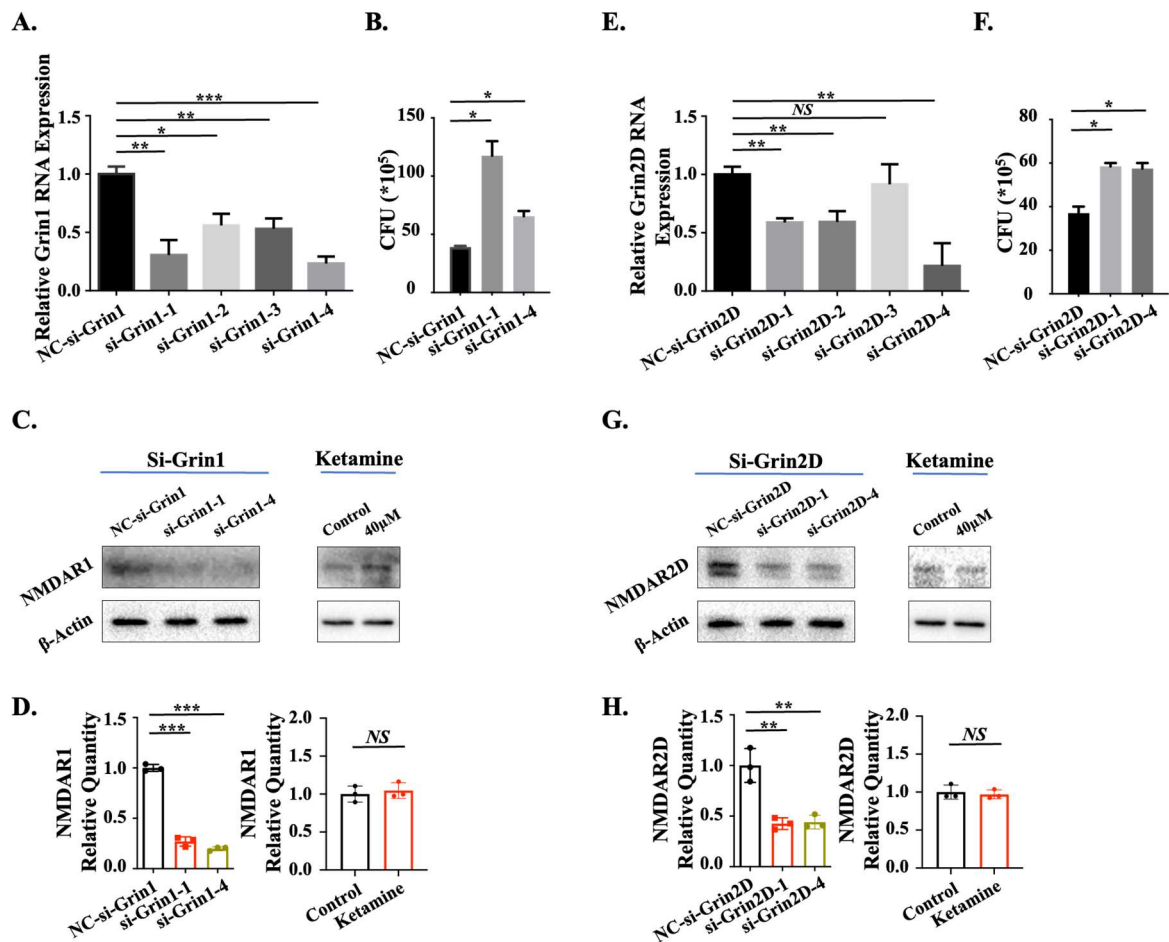 A.
Relative Grin1 RNA Expression
1.5
1.0
0.5
0.0
***
**
*
**
NC-si-Grin1
si-Grin1-1
si-Grin1-2
si-Grin1-3
si-Grin1-4
B.
CFU (*10⁵)
150
100
50
0
*
*
NC-si-Grin1
si-Grin1-1
si-Grin1-4
E.
Relative Grin2D RNA
Expression
1.5
1.0
0.5
0.0
**
NS
**
**
NC-si-Grin2D
si-Grin2D-1
si-Grin2D-2
si-Grin2D-3
si-Grin2D-4
F.
CFU (*10⁵)
80
60
40
20
0
*
*
NC-si-Grin2D
si-Grin2D-1
si-Grin2D-4
C.
Si-Grin1
Ketamine
NC-si-Grin1
si-Grin1-1
si-Grin1-4
Control
40μM
NMDAR1
β-Actin
G.
Si-Grin2D
Ketamine
NC-si-Grin2D
si-Grin2D-1
si-Grin2D-4
Control
40μM
NMDAR2D
β-Actin
D.
NMDAR1
Relative Quantity
1.5
1.0
0.5
0.0
***
***
NC-si-Grin1
si-Grin1-1
si-Grin1-4
NMDAR1
Relative Quantity
2.0
1.5
1.0
0.5
0.0
NS
Control
Ketamine
H.
NMDAR2D
Relative Quantity
1.5
1.0
0.5
0.0
**
**
NC-si-Grin2D
si-Grin2D-1
si-Grin2D-4
NMDAR2D
Relative Quantity
2.0
1.5
1.0
0.5
0.0
NS
Control
Ketamine